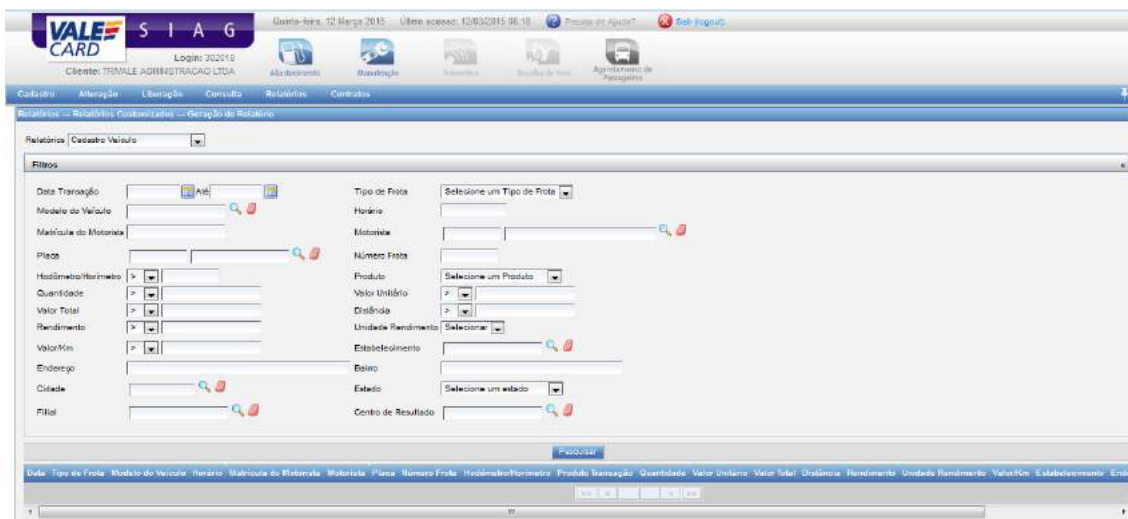 Quinta-feira, 12 Março 2015 Último acesso: 12/03/2015 08:18 Precisa de Ajuda? Sair (logout)
VALE CARD
S I A G
Login: 302018
Cliente: TRIVALE ADMINISTRACAO LTDA
Abastecimento Manutenção Telemetria Agendamento de Passageiros
Cadastro Alteração Liberação Consulta Relatórios Contratos
Relatórios -- Relatórios Customizados -- Geração do Relatório
Relatórios Cadastro Veículo
Filtros
Data Transação Até Tipo de Frota Selecione um Tipo de Frota
Modelo do Veículo Horário
Matrícula do Motorista Motorista
Placa Número Frota
Hodômetro/Horímetro > Produto Selecione um Produto
Quantidade > Valor Unitário >
Valor Total > Distância >
Rendimento > Unidade Rendimento Selecionar
Valor/Km > Estabelecimento
Endereço Bairro
Cidade Estado Selecione um estado
Filial Centro de Resultado
Pesquisar
Data Tipo de Frota Modelo do Veículo Horário Matrícula do Motorista Motorista Placa Número Frota Hodômetro/Horímetro Produto Transação Quantidade Valor Unitário Valor Total Distância Rendimento Unidade Rendimento Valor/Km Estabelecimento Ende